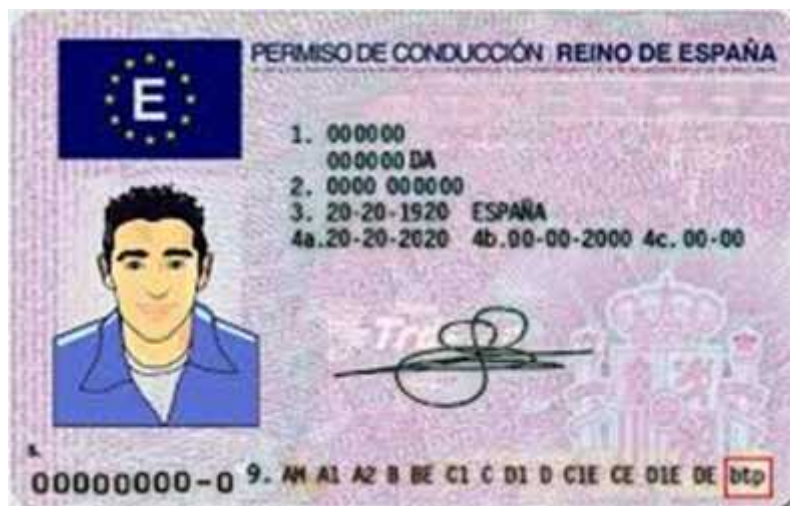 E
PERMISO DE CONDUCCIÓN REINO DE ESPAÑA
1. 000000
000000 DA
2. 0000 000000
3. 20-20-1920 ESPAÑA
4a.20-20-2020 4b.00-00-2000 4c.00-00
5.
00000000-0
9. AM A1 A2 B BE C1 C D1 D C1E CE D1E DE btp